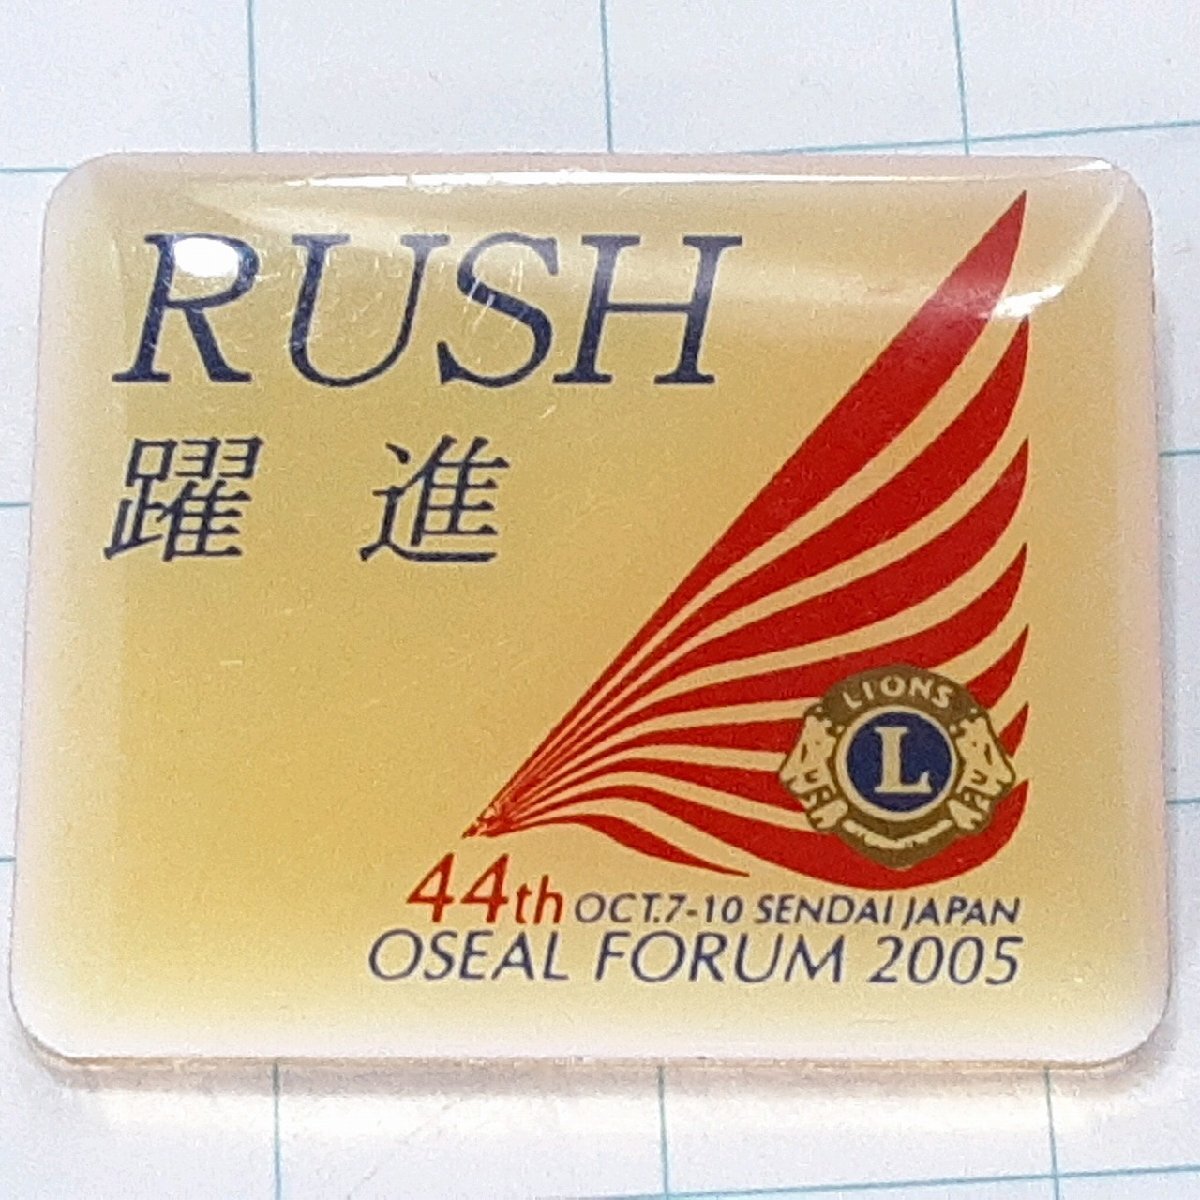 RUSH
躍進
LIONS
L
44th OCT.7-10 SENDAI JAPAN
OSEAL FORUM 2005